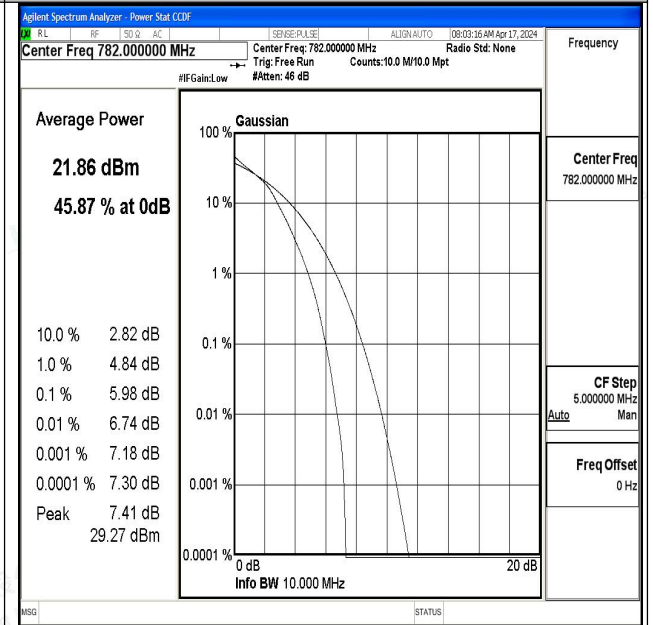 Agilent Spectrum Analyzer - Power Stat CCDF
RL RF 50 Ω AC SENSE:PULSE ALIGN AUTO 08:03:16 AM Apr 17, 2024
Center Freq 782.000000 MHz
Center Freq: 782.000000 MHz Radio Std: None
Trig: Free Run Counts:10.0 M/10.0 Mpt
#IFGain:Low #Atten: 46 dB
Frequency
Average Power
21.86 dBm
45.87 % at 0dB
10.0 % 2.82 dB
1.0 % 4.84 dB
0.1 % 5.98 dB
0.01 % 6.74 dB
0.001 % 7.18 dB
0.0001 % 7.30 dB
Peak 7.41 dB
29.27 dBm
Gaussian
100 %
10 %
1 %
0.1 %
0.01 %
0.001 %
0.0001 %
0 dB 20 dB
Info BW 10.000 MHz
Center Freq
782.000000 MHz
CF Step
5.000000 MHz
Auto Man
Freq Offset
0 Hz
MSG STATUS